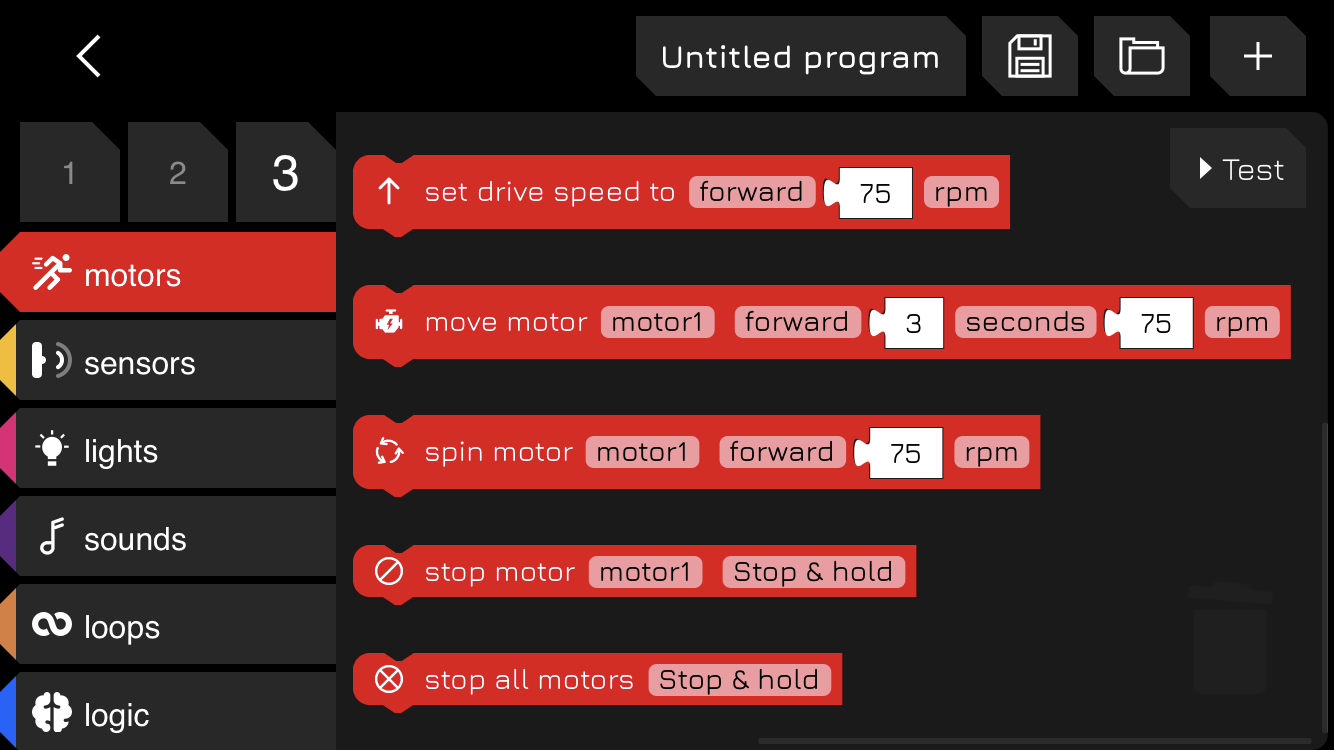 Untitled program
1 2 3
Test
motors
sensors
lights
sounds
loops
logic
set drive speed to forward 75 rpm
move motor motor1 forward 3 seconds 75 rpm
spin motor motor1 forward 75 rpm
stop motor motor1 Stop & hold
stop all motors Stop & hold